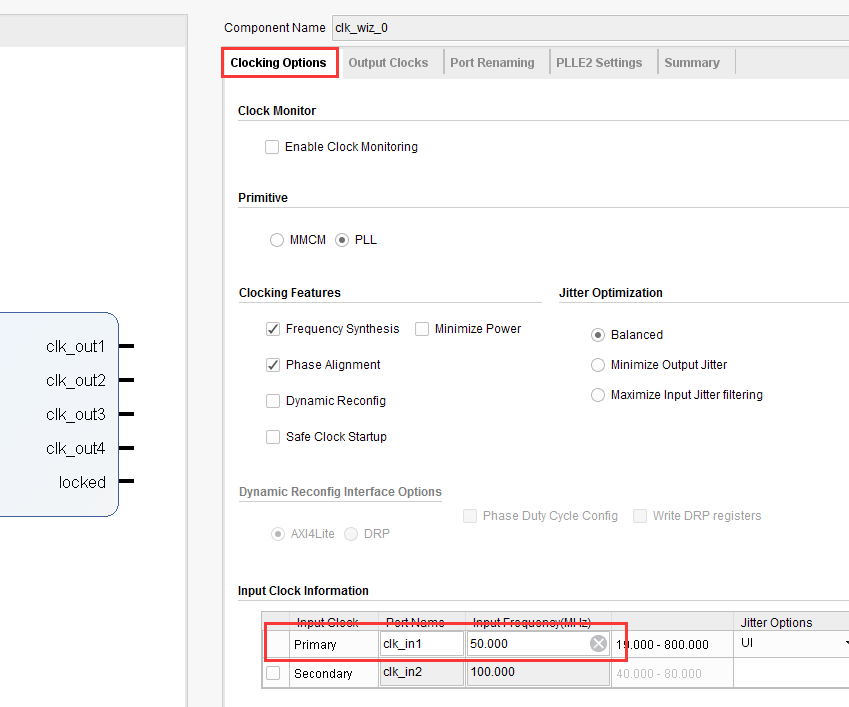 Component Name clk_wiz_0
Clocking Options Output Clocks Port Renaming PLLE2 Settings Summary
Clock Monitor
Enable Clock Monitoring
Primitive
MMCM PLL
Clocking Features Jitter Optimization
Frequency Synthesis Minimize Power Balanced
Phase Alignment Minimize Output Jitter
Dynamic Reconfig Maximize Input Jitter filtering
Safe Clock Startup
clk_out1
clk_out2
clk_out3
clk_out4
locked
Dynamic Reconfig Interface Options
Phase Duty Cycle Config Write DRP registers
AXI4Lite DRP
Input Clock Information
Input Clock Port Name Input Frequency(MHz) Jitter Options
Primary clk_in1 50.000 19.000 - 800.000 UI
Secondary clk_in2 100.000 40.000 - 80.000